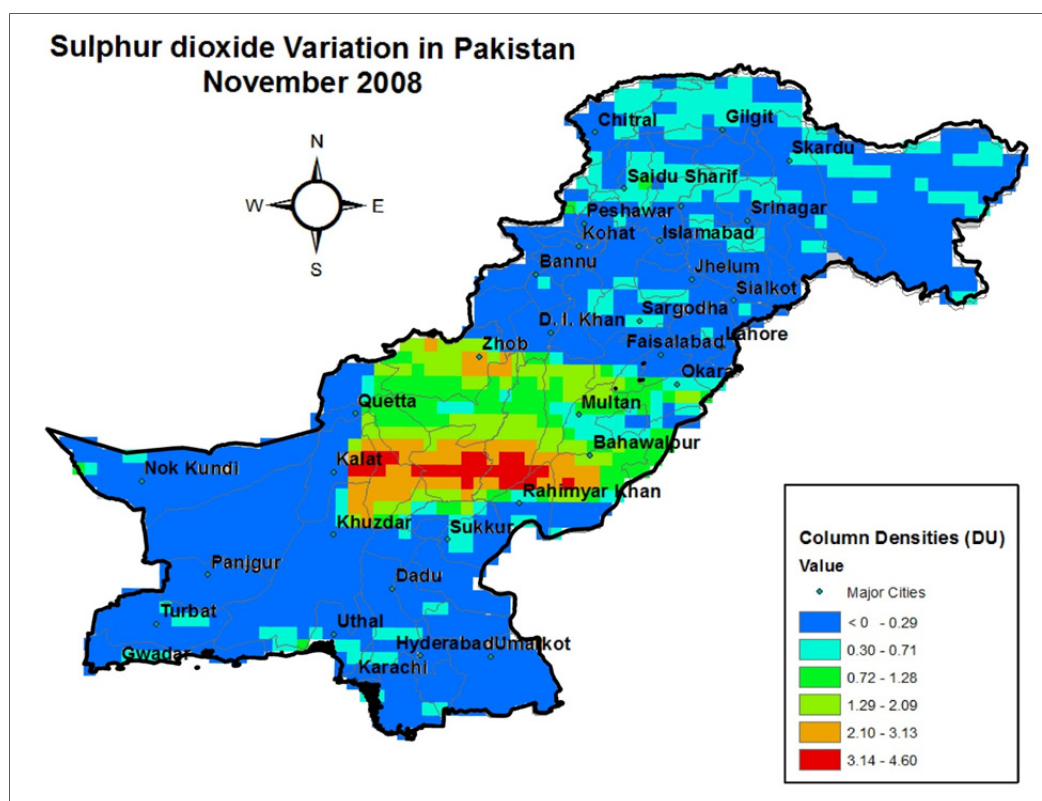 Sulphur dioxide Variation in Pakistan
November 2008
N
W
E
S
Chitral
Gilgit
Skardu
Saidu Sharif
Peshawar
Srinagar
Kohat
Islamabad
Bannu
Jhelum
Sialkot
Sargodha
D. I. Khan
Lahore
Faisalabad
Zhob
Okara
Quetta
Multan
Bahawalpur
Nok Kundi
Kalat
Rahimyar Khan
Khuzdar
Sukkur
Panjgur
Dadu
Turbat
Uthal
Hyderabad
Umarkot
Gwadar
Karachi
Column Densities (DU)
Value
Major Cities
< 0 - 0.29
0.30 - 0.71
0.72 - 1.28
1.29 - 2.09
2.10 - 3.13
3.14 - 4.60